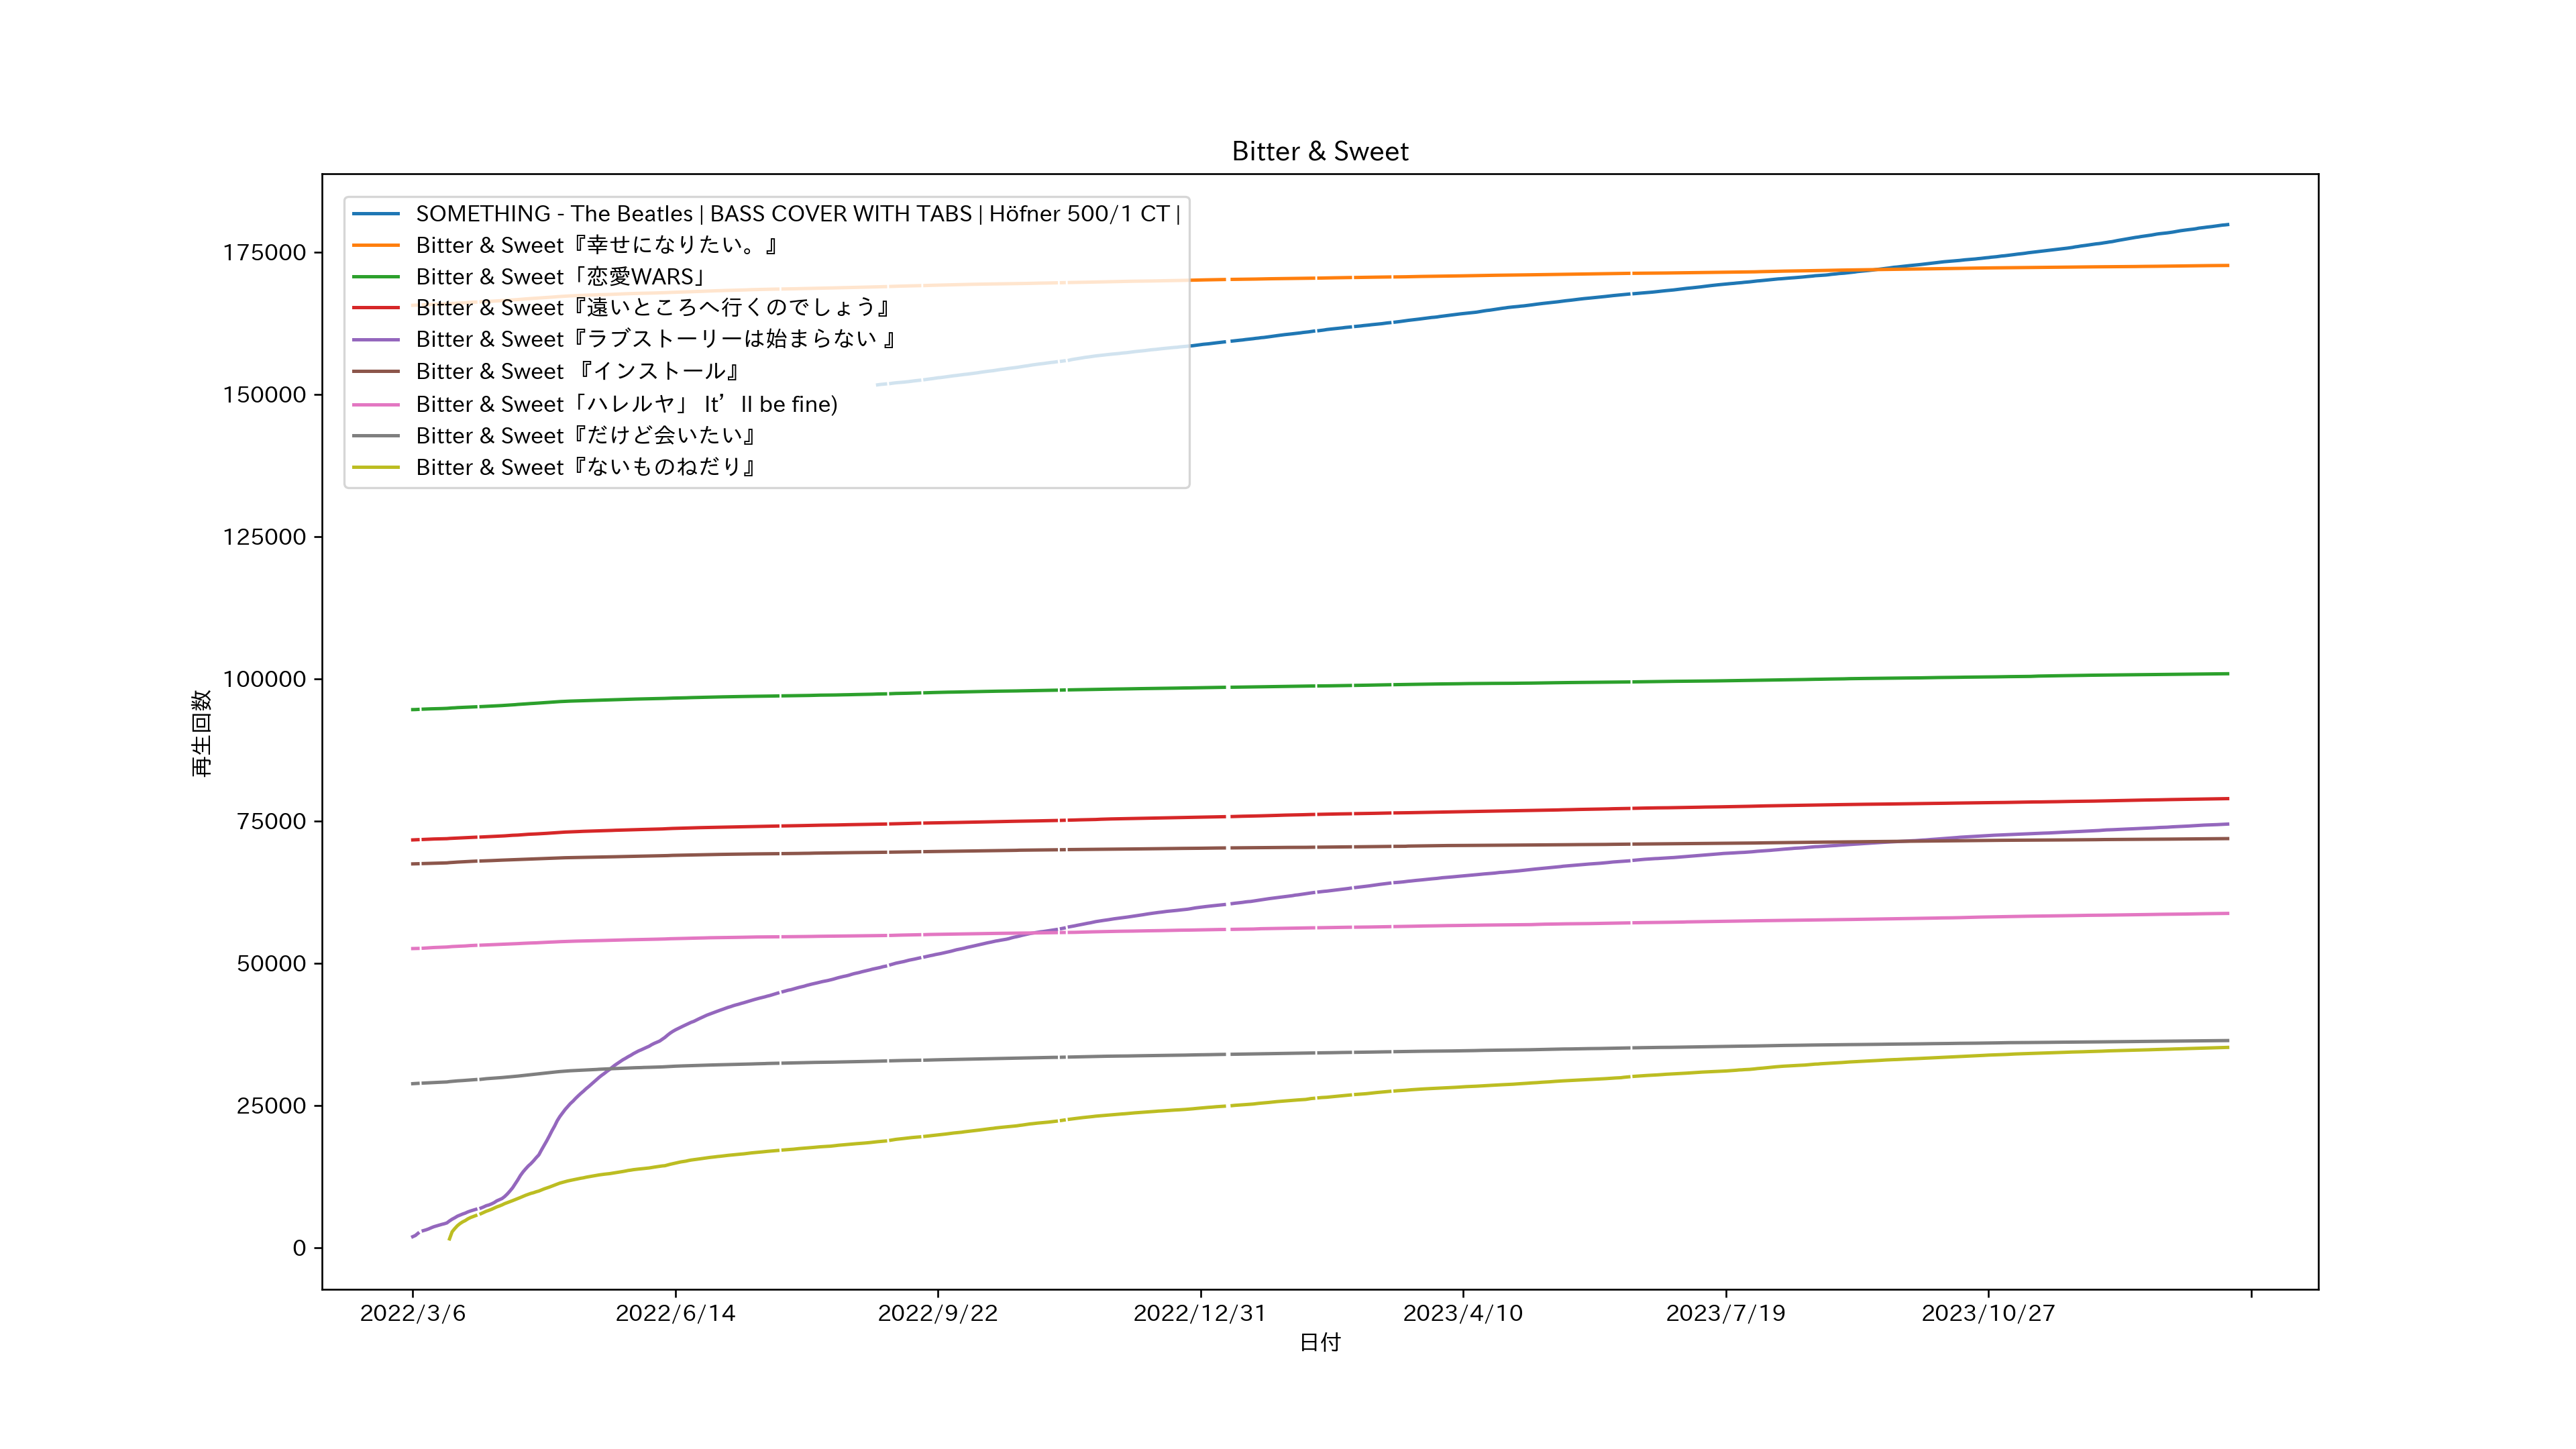 Bitter & Sweet
SOMETHING - The Beatles | BASS COVER WITH TABS | Höfner 500/1 CT |
Bitter & Sweet『幸せになりたい。』
Bitter & Sweet「恋愛WARS」
Bitter & Sweet『遠いところへ行くのでしょう』
Bitter & Sweet『ラブストーリーは始まらない 』
Bitter & Sweet 『インストール』
Bitter & Sweet「ハレルヤ」 It’ll be fine)
Bitter & Sweet『だけど会いたい』
Bitter & Sweet『ないものねだり』
175000
150000
125000
100000
75000
50000
25000
0
再生回数
2022/3/6 2022/6/14 2022/9/22 2022/12/31 2023/4/10 2023/7/19 2023/10/27
日付